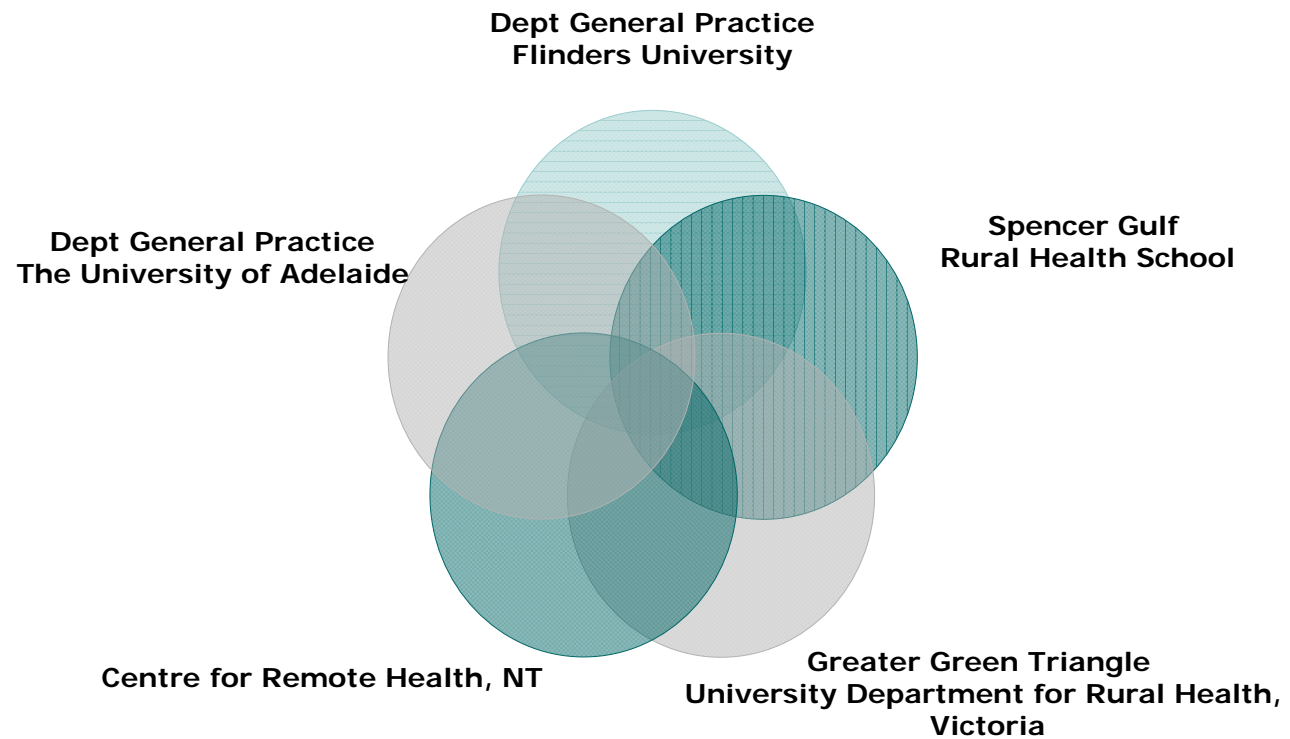 Dept General Practice
Flinders University
Spencer Gulf
Rural Health School
Dept General Practice
The University of Adelaide
Greater Green Triangle
University Department for Rural Health,
Victoria
Centre for Remote Health, NT